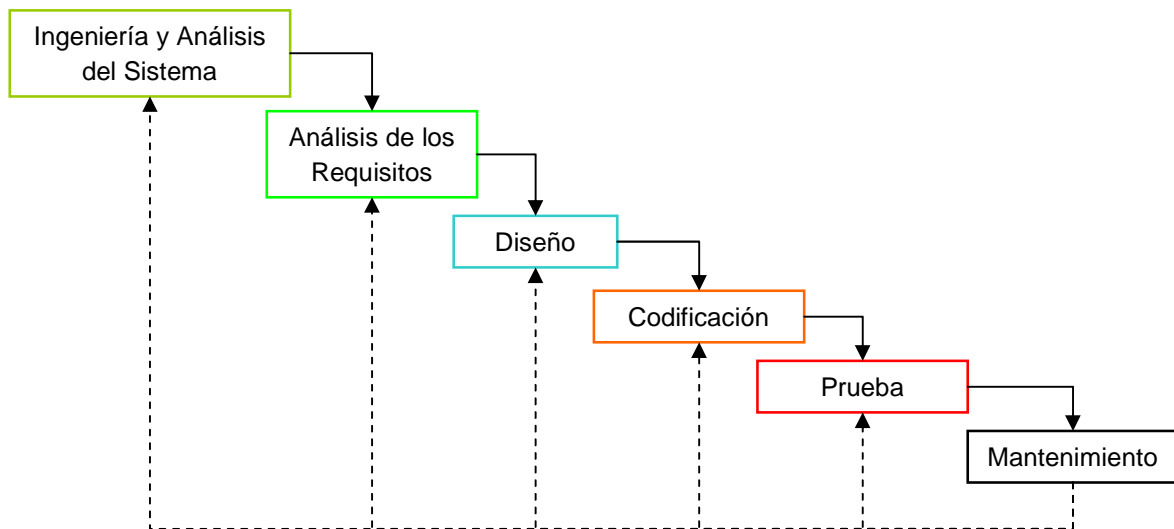 Ingeniería y Análisis
del Sistema
Análisis de los
Requisitos
Diseño
Codificación
Prueba
Mantenimiento